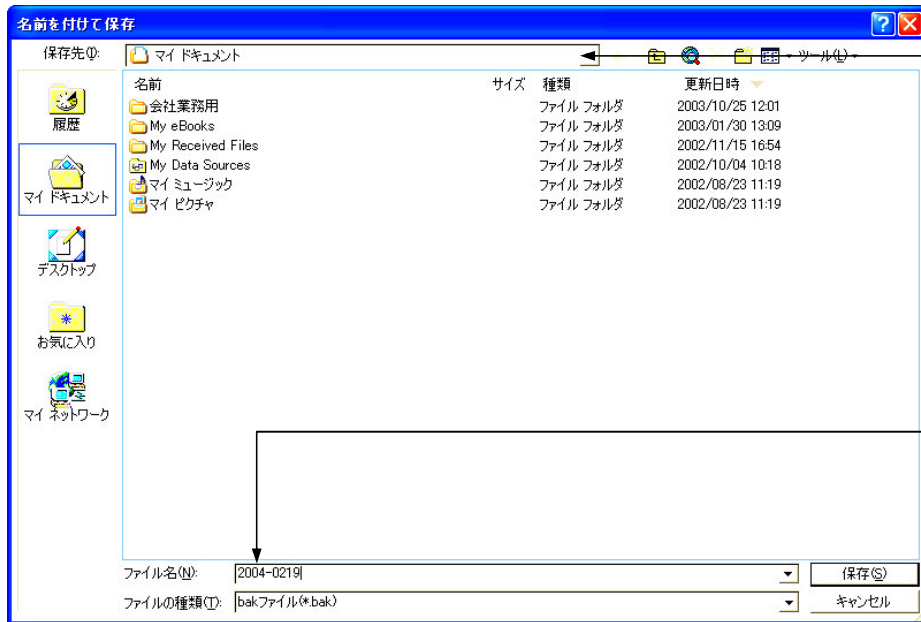 名前を付けて保存
保存先(I):
マイ ドキュメント
ツール(L)
履歴
マイ ドキュメント
デスクトップ
お気に入り
マイ ネットワーク
名前 サイズ 種類 更新日時
会社業務用 ファイル フォルダ 2003/10/25 12:01
My eBooks ファイル フォルダ 2003/01/30 13:09
My Received Files ファイル フォルダ 2002/11/15 16:54
My Data Sources ファイル フォルダ 2002/10/04 10:18
マイ ミュージック ファイル フォルダ 2002/08/23 11:19
マイ ピクチャ ファイル フォルダ 2002/08/23 11:19
ファイル名(N): 2004-0219 保存(S)
ファイルの種類(T): bakファイル(*.bak) キャンセル